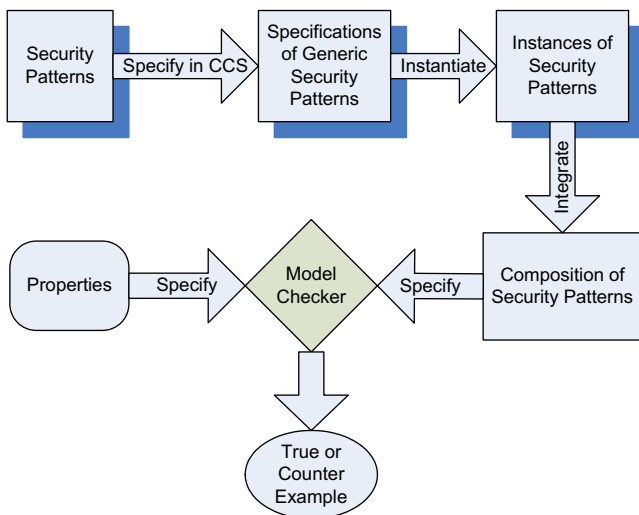 Security
Patterns
Specify in CCS
Specifications
of Generic
Security
Patterns
Instantiate
Instances of
Security
Patterns
Integrate
Properties
Specify
Model
Checker
Specify
Composition of
Security Patterns
True or
Counter
Example